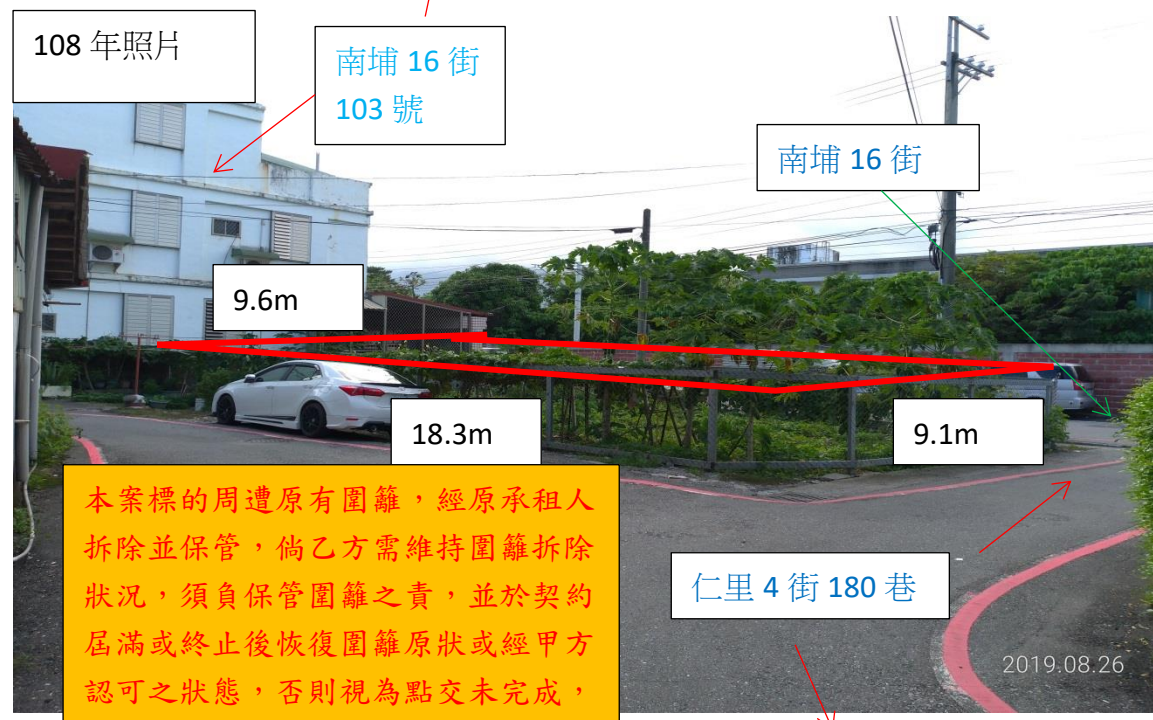 108 年照片
南埔 16 街
103 號
南埔 16 街
9.6m
18.3m
9.1m
本案標的周遭原有圍籬，經原承租人
拆除並保管，倘乙方需維持圍籬拆除
狀況，須負保管圍籬之責，並於契約
屆滿或終止後恢復圍籬原狀或經甲方
認可之狀態，否則視為點交未完成，
仁里 4 街 180 巷
2019.08.26